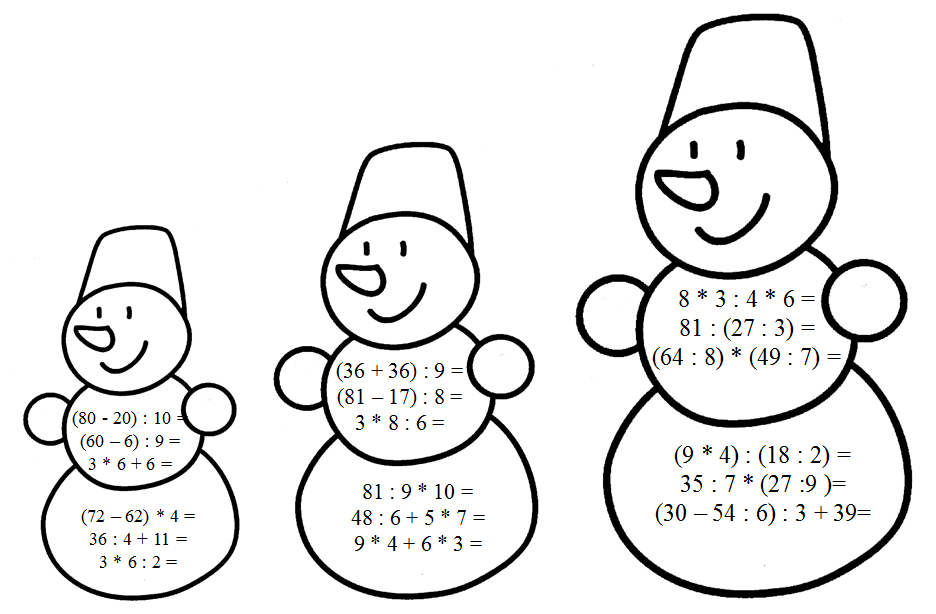 (80 - 20) : 10 =
(60 – 6) : 9 =
3 * 6 + 6 =
(72 – 62) * 4 =
36 : 4 + 11 =
3 * 6 : 2 =
(36 + 36) : 9 =
(81 – 17) : 8 =
3 * 8 : 6 =
81 : 9 * 10 =
48 : 6 + 5 * 7 =
9 * 4 + 6 * 3 =
8 * 3 : 4 * 6 =
81 : (27 : 3) =
(64 : 8) * (49 : 7) =
(9 * 4) : (18 : 2) =
35 : 7 * (27 :9 )=
(30 – 54 : 6) : 3 + 39=